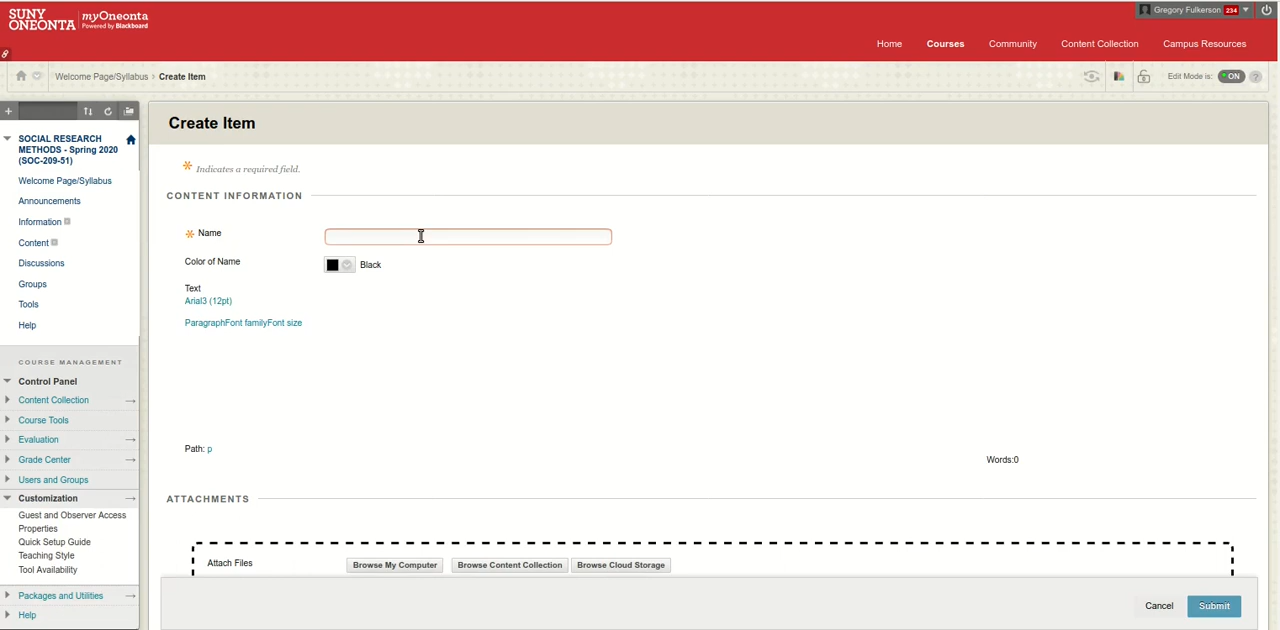 SUNY
ONEONTA
myOneonta
Powered by Blackboard
Gregory Fulkerson 234
Home Courses Community Content Collection Campus Resources
Welcome Page/Syllabus › Create Item
Edit Mode is: ON ?
Create Item
SOCIAL RESEARCH
METHODS - Spring 2020
(SOC-209-51)
Welcome Page/Syllabus
Announcements
Information
Content
Discussions
Groups
Tools
Help
COURSE MANAGEMENT
Control Panel
Content Collection
Course Tools
Evaluation
Grade Center
Users and Groups
Customization
Guest and Observer Access
Properties
Quick Setup Guide
Teaching Style
Tool Availability
Packages and Utilities
Help
* Indicates a required field.
CONTENT INFORMATION
* Name
Color of Name Black
Text
Arial3 (12pt)
ParagraphFont familyFont size
Path: p
Words:0
ATTACHMENTS
Attach Files Browse My Computer Browse Content Collection Browse Cloud Storage
Cancel Submit